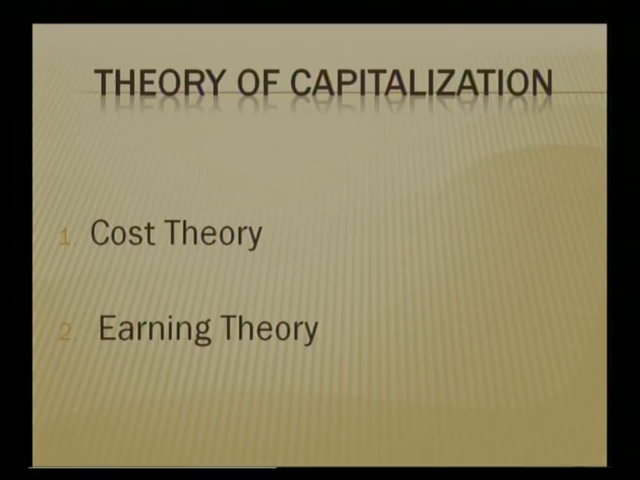 THEORY OF CAPITALIZATION
1. Cost Theory
2. Earning Theory